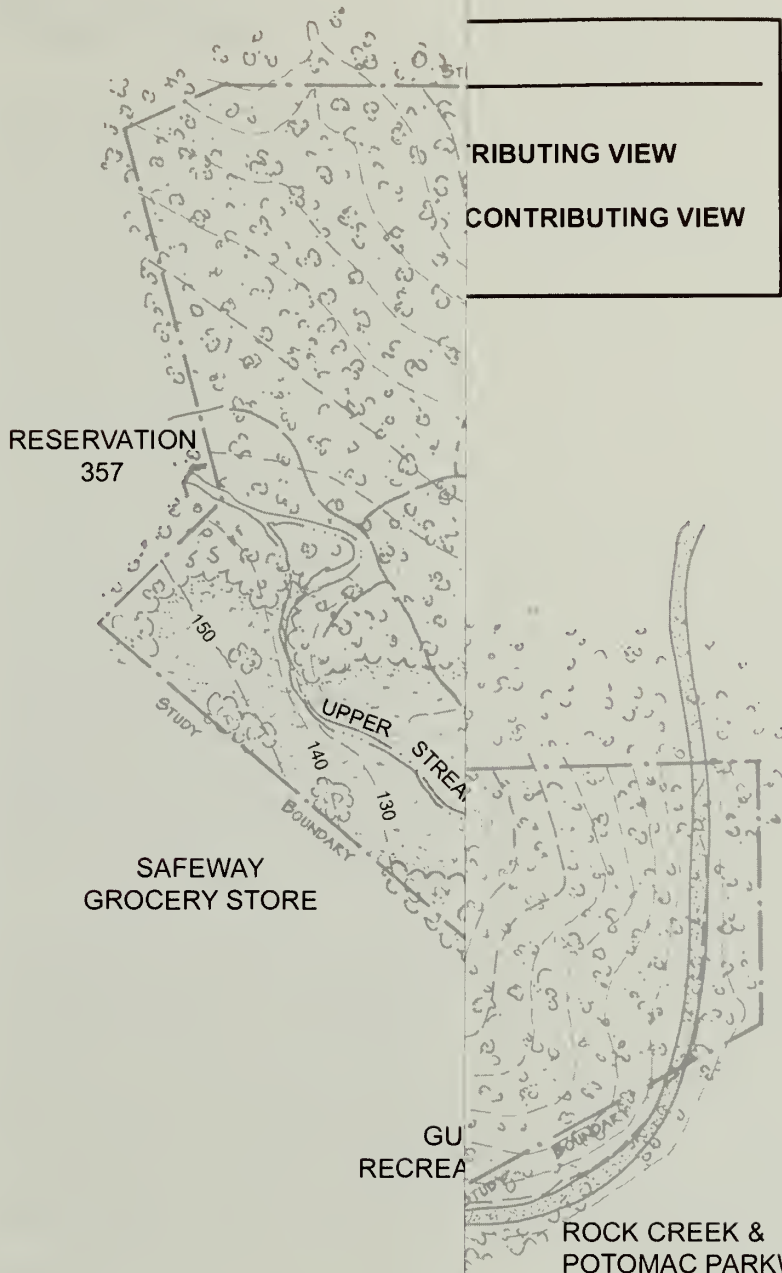 TRIBUTING VIEW
CONTRIBUTING VIEW
RESERVATION
357
150
STUDY
BOUNDARY
140
130
UPPER STREA
SAFEWAY
GROCERY STORE
GU
RECREA
STUDY BOUNDARY
ROCK CREEK &
POTOMAC PARKW